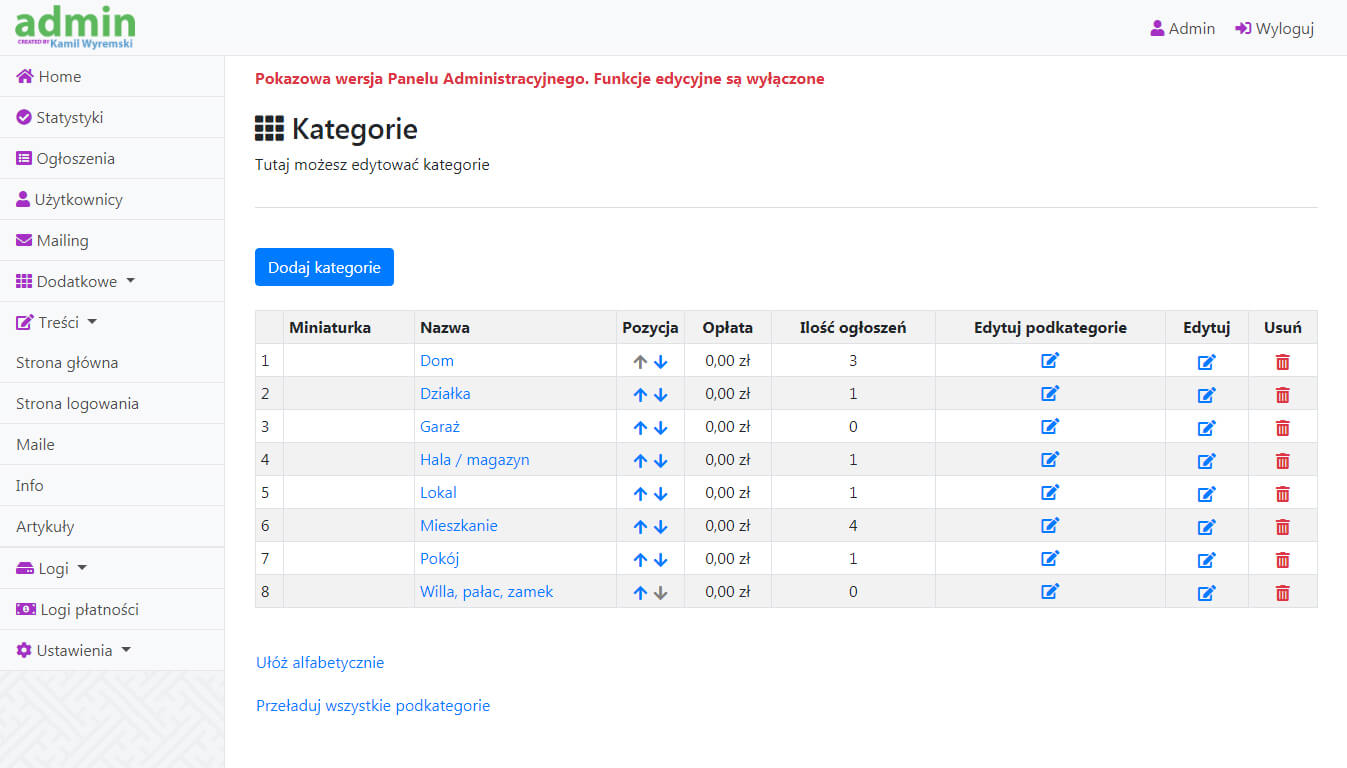 admin
CREATED BY Kamil Wyremski
Admin Wyloguj
Home
Statystyki
Ogłoszenia
Użytkownicy
Mailing
Dodatkowe
Treści
Strona główna
Strona logowania
Maile
Info
Artykuły
Logi
Logi płatności
Ustawienia
Pokazowa wersja Panelu Administracyjnego. Funkcje edycyjne są wyłączone
Kategorie
Tutaj możesz edytować kategorie
Dodaj kategorie
Miniaturka Nazwa Pozycja Opłata Ilość ogłoszeń Edytuj podkategorie Edytuj Usuń
1 Dom 0,00 zł 3
2 Działka 0,00 zł 1
3 Garaż 0,00 zł 0
4 Hala / magazyn 0,00 zł 1
5 Lokal 0,00 zł 1
6 Mieszkanie 0,00 zł 4
7 Pokój 0,00 zł 1
8 Willa, pałac, zamek 0,00 zł 0
Ułóż alfabetycznie
Przeładuj wszystkie podkategorie